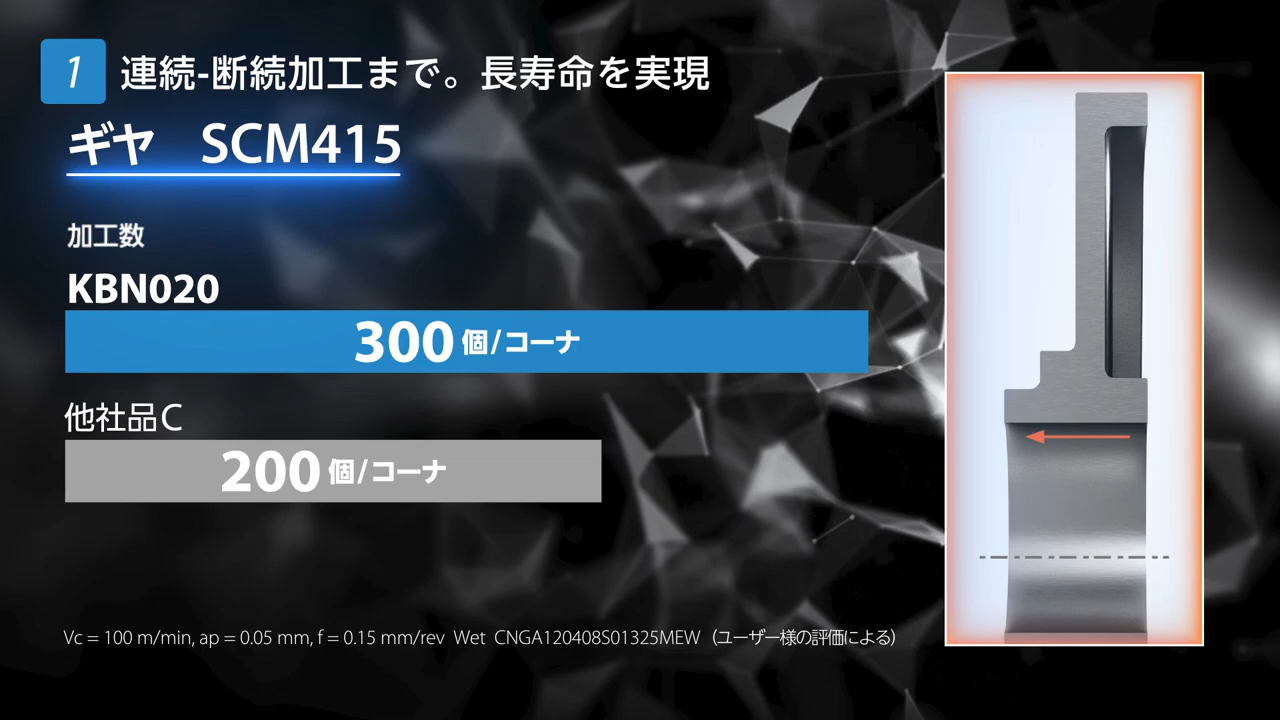 1 連続-断続加工まで。長寿命を実現
ギヤ　SCM415
加工数
KBN020
300 個/コーナ
他社品C
200 個/コーナ
Vc = 100 m/min, ap = 0.05 mm, f = 0.15 mm/rev Wet CNGA120408S01325MEW（ユーザー様の評価による）